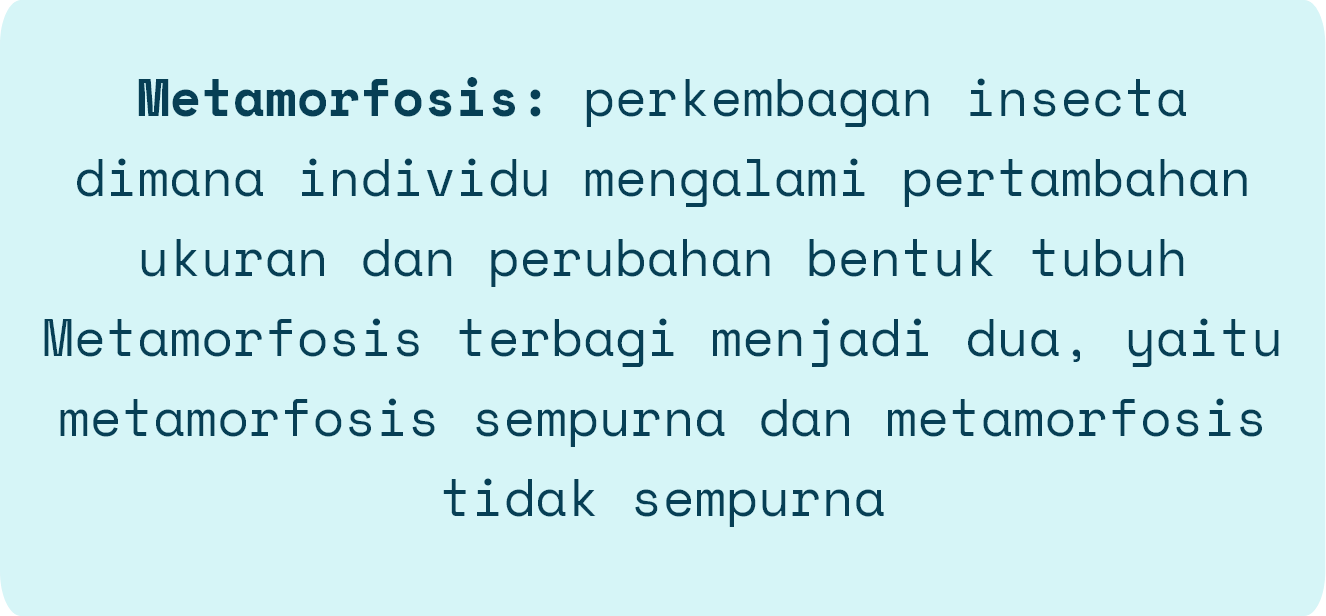 Metamorfosis: perkembagan insecta
dimana individu mengalami pertambahan
ukuran dan perubahan bentuk tubuh
Metamorfosis terbagi menjadi dua, yaitu
metamorfosis sempurna dan metamorfosis
tidak sempurna